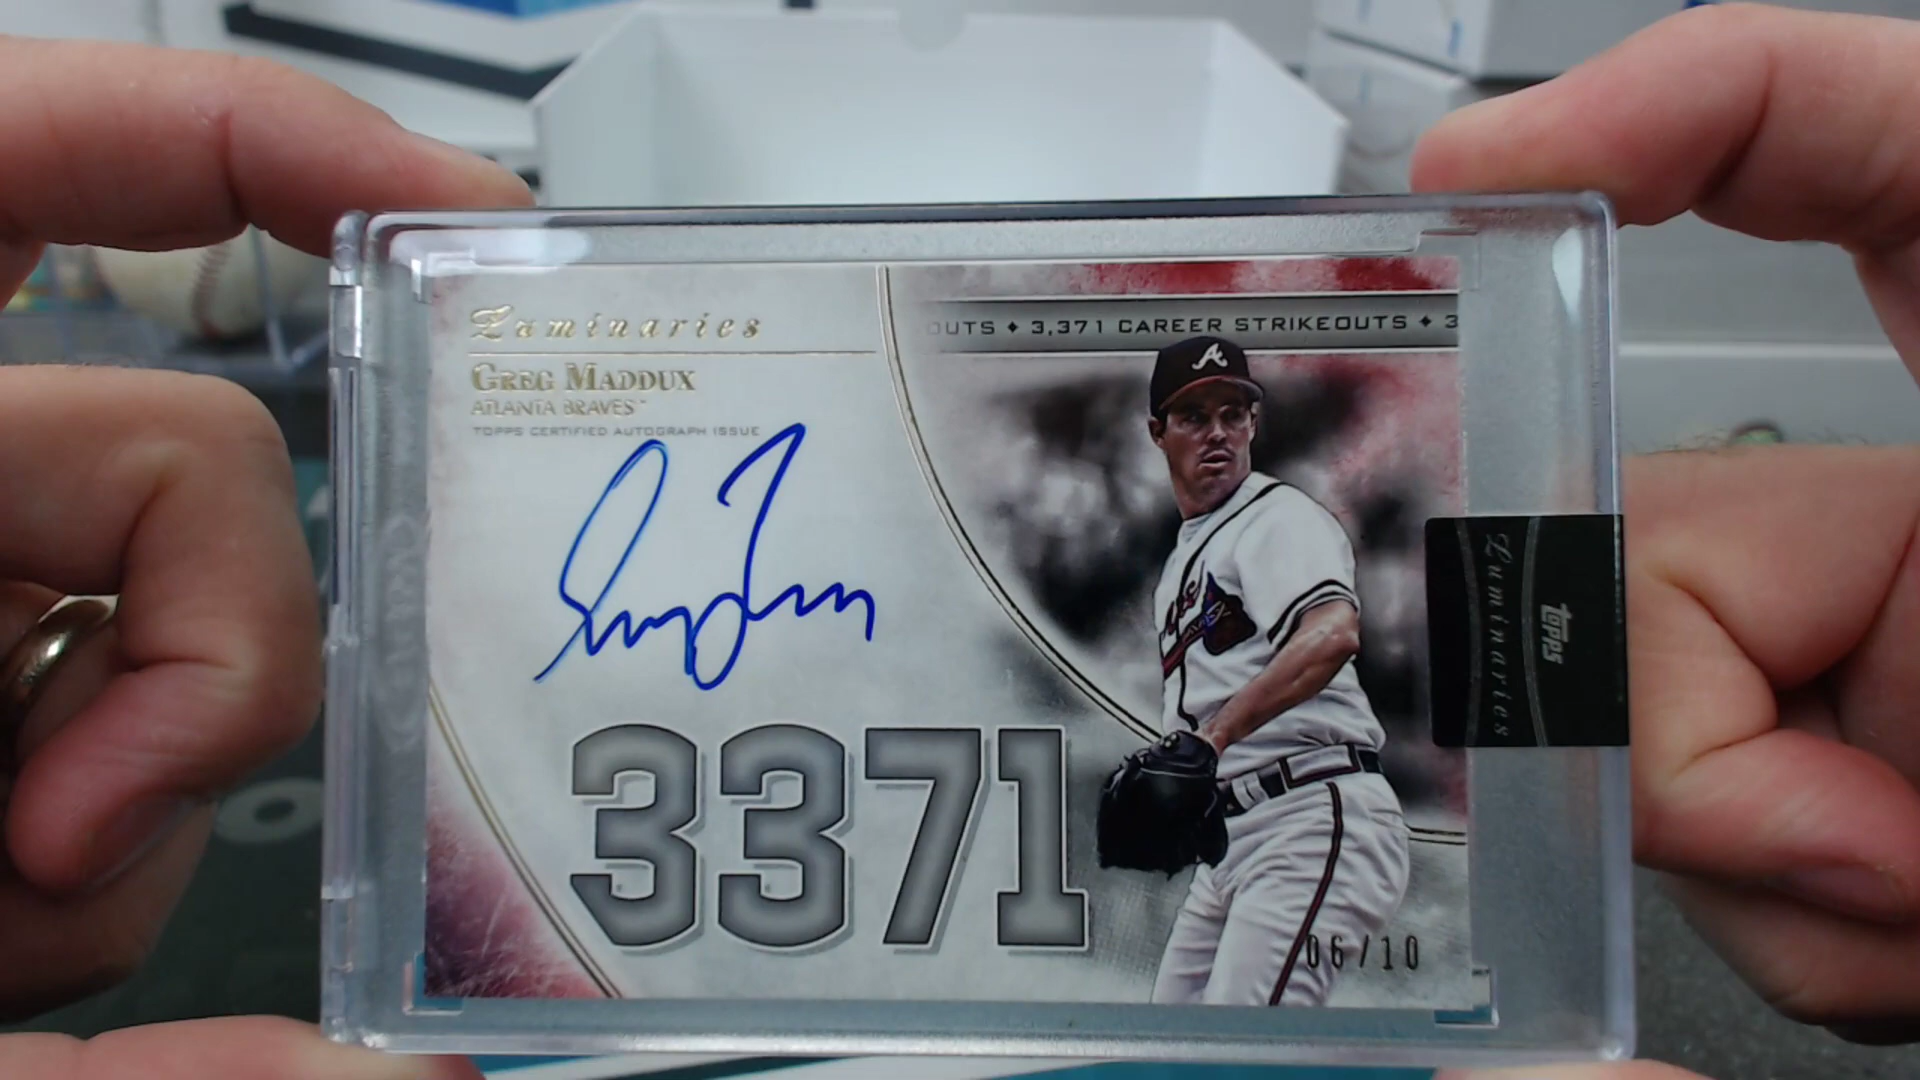 Luminaries
GREG MADDUX
ATLANTA BRAVES™
TOPPS CERTIFIED AUTOGRAPH ISSUE
OUTS ♦ 3,371 CAREER STRIKEOUTS ♦ 3
A
3371
06/10
topps
Luminaries